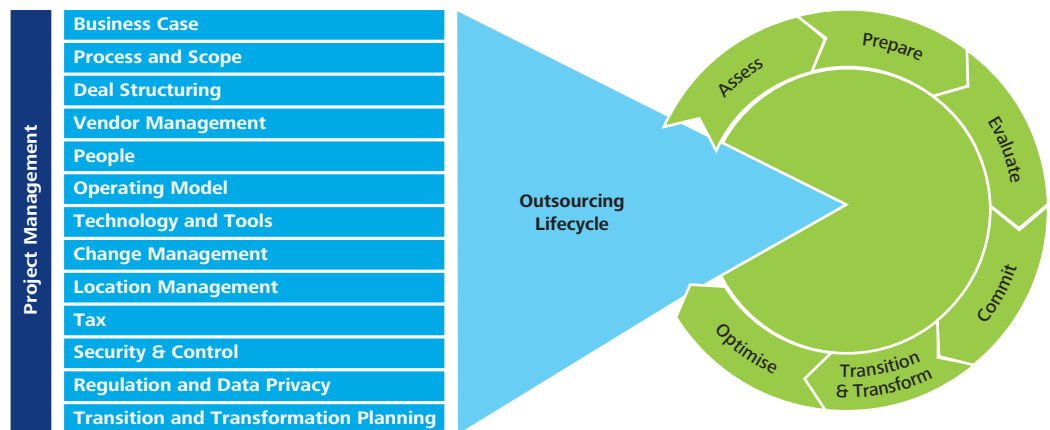 Project Management
Business Case
Process and Scope
Deal Structuring
Vendor Management
People
Operating Model
Technology and Tools
Change Management
Location Management
Tax
Security & Control
Regulation and Data Privacy
Transition and Transformation Planning
Outsourcing
Lifecycle
Assess
Prepare
Evaluate
Commit
Transition
& Transform
Optimise